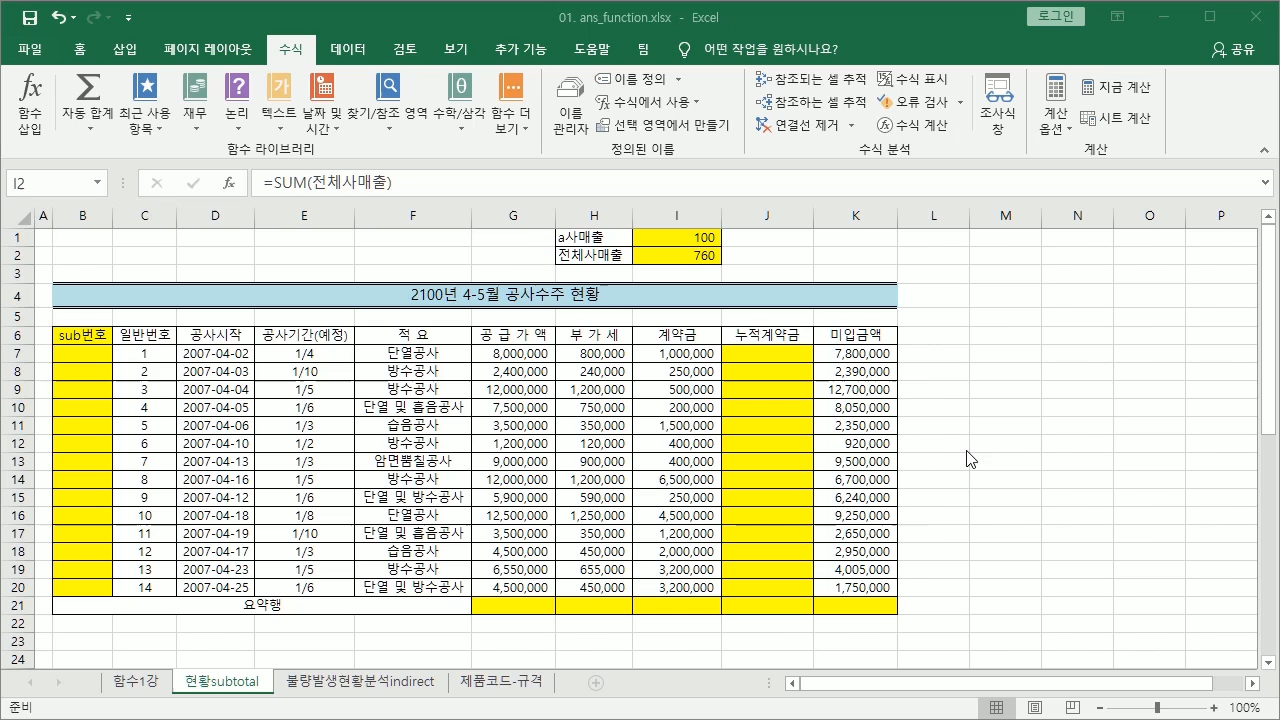 01. ans_function.xlsx - Excel
로그인
파일 홈 삽입 페이지 레이아웃 수식 데이터 검토 보기 추가 기능 도움말 팀 어떤 작업을 원하시나요? 공유
fx 함수 삽입
Σ 자동 합계
최근 사용 항목
재무
? 논리
가 텍스트
날짜 및 시간
찾기/참조 영역
θ 수학/삼각
함수 더 보기
함수 라이브러리
이름 관리자
이름 정의
수식에서 사용
선택 영역에서 만들기
정의된 이름
참조되는 셀 추적
참조하는 셀 추적
연결선 제거
수식 표시
오류 검사
수식 계산
조사식 창
수식 분석
계산 옵션
지금 계산
시트 계산
계산
I2 fx =SUM(전체사매출)
A B C D E F G H I J K L M N O P
1 a사매출 100
2 전체사매출 760
3
4 2100년 4-5월 공사수주 현황
5
6 sub번호 일반번호 공사시작 공사기간(예정) 적 요 공 급 가 액 부 가 세 계약금 누적계약금 미입금액
7 1 2007-04-02 1/4 단열공사 8,000,000 800,000 1,000,000 7,800,000
8 2 2007-04-03 1/10 방수공사 2,400,000 240,000 250,000 2,390,000
9 3 2007-04-04 1/5 방수공사 12,000,000 1,200,000 500,000 12,700,000
10 4 2007-04-05 1/6 단열 및 흡음공사 7,500,000 750,000 200,000 8,050,000
11 5 2007-04-06 1/3 습음공사 3,500,000 350,000 1,500,000 2,350,000
12 6 2007-04-10 1/2 방수공사 1,200,000 120,000 400,000 920,000
13 7 2007-04-13 1/3 암면뿜칠공사 9,000,000 900,000 400,000 9,500,000
14 8 2007-04-16 1/5 방수공사 12,000,000 1,200,000 6,500,000 6,700,000
15 9 2007-04-12 1/6 단열 및 방수공사 5,900,000 590,000 250,000 6,240,000
16 10 2007-04-18 1/8 단열공사 12,500,000 1,250,000 4,500,000 9,250,000
17 11 2007-04-19 1/10 단열 및 흡음공사 3,500,000 350,000 1,200,000 2,650,000
18 12 2007-04-17 1/3 습음공사 4,500,000 450,000 2,000,000 2,950,000
19 13 2007-04-23 1/5 방수공사 6,550,000 655,000 3,200,000 4,005,000
20 14 2007-04-25 1/6 단열 및 방수공사 4,500,000 450,000 3,200,000 1,750,000
21 요약행
22
23
24
함수1강 현황subtotal 불량발생현황분석indirect 제품코드-규격
준비 100%